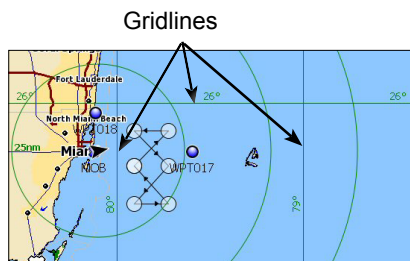 Gridlines
Fort Lauderdale
26°
26°
26°
North Miami Beach
WPT018
25nm
Miami
MOB
WPT017
80°
79°